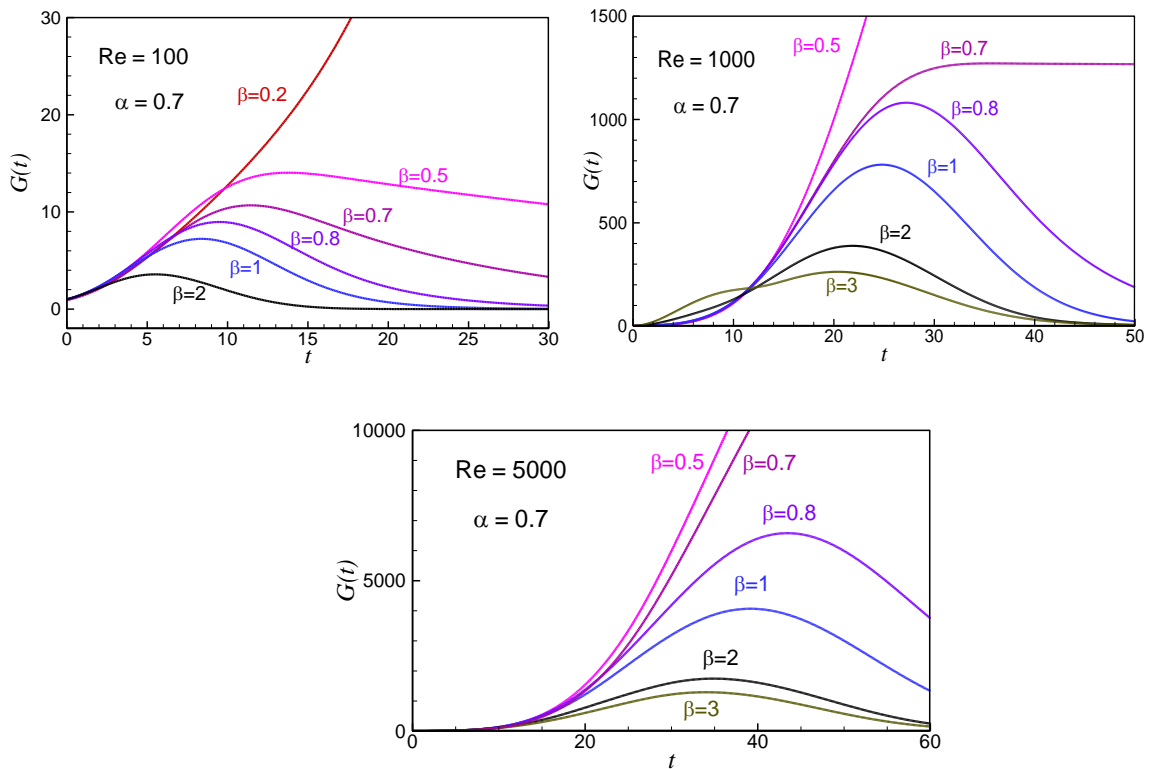 30
Re = 100
α = 0.7
β=0.2
20
G(t)
β=0.5
10
β=0.7
β=0.8
β=1
β=2
0
0 5 10 15 20 25 30
t
1500
β=0.5
β=0.7
Re = 1000
α = 0.7
β=0.8
1000
G(t)
β=1
500
β=2
β=3
0
0 10 20 30 40 50
t
10000
Re = 5000
β=0.5
β=0.7
α = 0.7
β=0.8
G(t)
5000
β=1
β=2
β=3
0
0 20 40 60
t